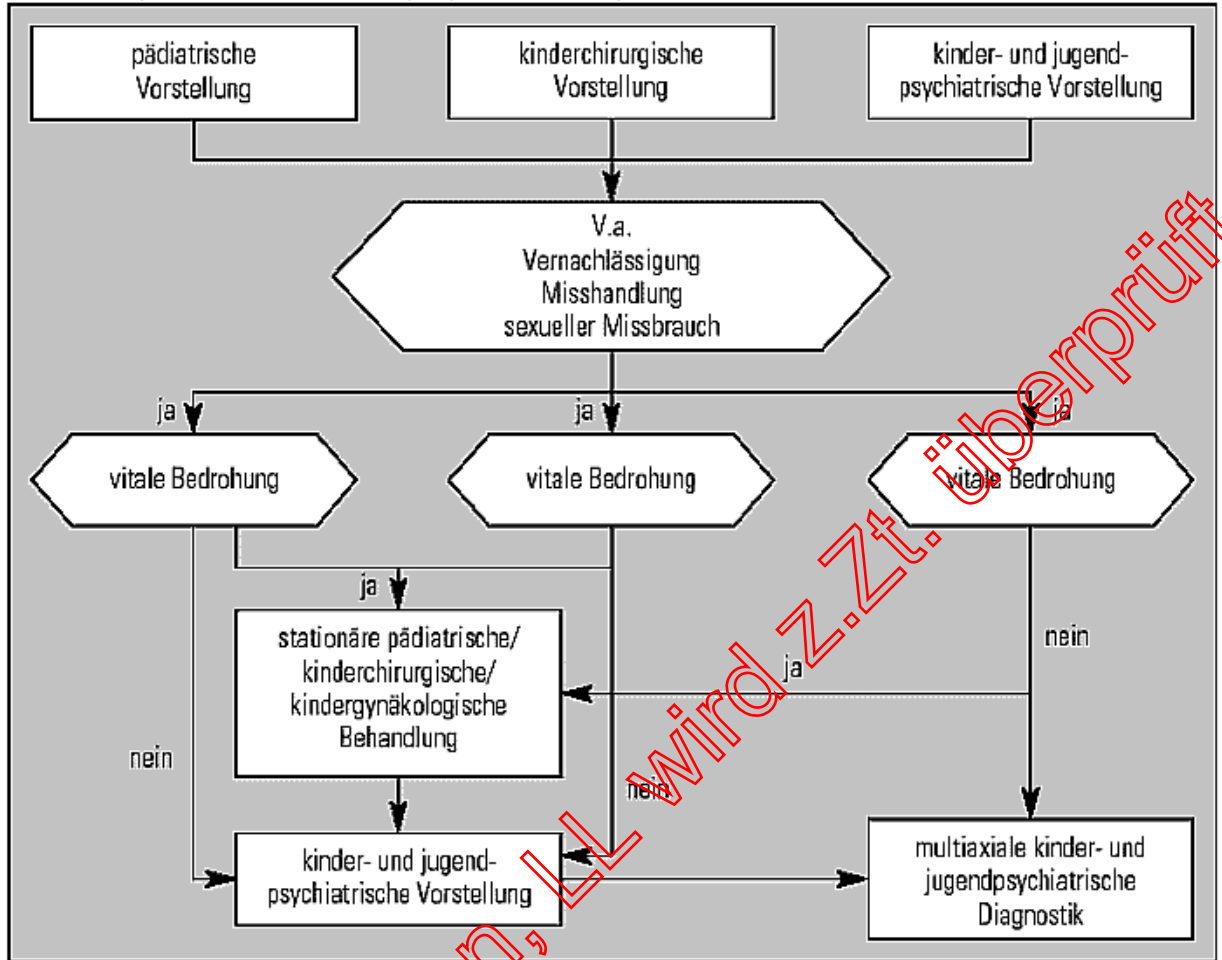 pädiatrische
Vorstellung
kinderchirurgische
Vorstellung
kinder- und jugend-
psychiatrische Vorstellung
V.a.
Vernachlässigung
Misshandlung
sexueller Missbrauch
ja
ja
ja
vitale Bedrohung
vitale Bedrohung
vitale Bedrohung
ja
stationäre pädiatrische/
kinderchirurgische/
kindergynäkologische
Behandlung
ja
nein
nein
nein
kinder- und jugend-
psychiatrische Vorstellung
multiaxiale kinder- und
jugendpsychiatrische
Diagnostik
LL wird z.Zt. überprüft